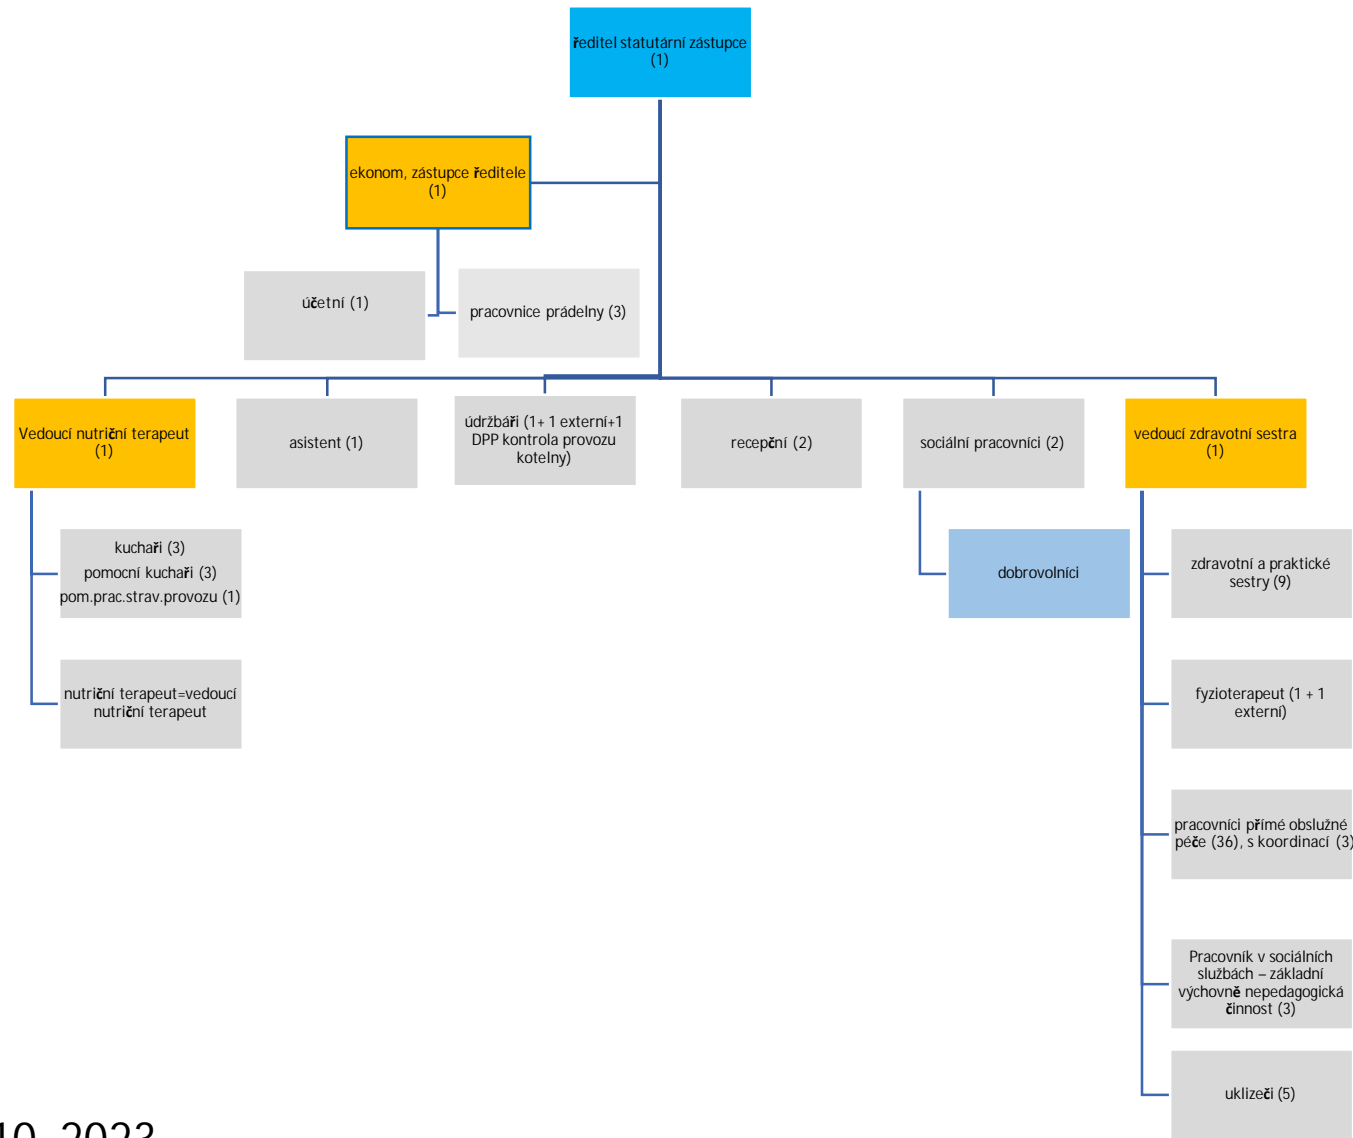 ředitel statutární zástupce
(1)
ekonom, zástupce ředitele
(1)
účetní (1)
pracovnice prádelny (3)
Vedoucí nutriční terapeut
(1)
asistent (1)
údržbáři (1+ 1 externí+1
DPP kontrola provozu
kotelny)
recepční (2)
sociální pracovníci (2)
vedoucí zdravotní sestra
(1)
kuchaři (3)
pomocní kuchaři (3)
pom.prac.strav.provozu (1)
dobrovolníci
zdravotní a praktické
sestry (9)
nutriční terapeut=vedoucí
nutriční terapeut
fyzioterapeut (1 + 1
externí)
pracovníci přímé obslužné
péče (36), s koordinací (3)
Pracovník v sociálních
službách – základní
výchovně nepedagogická
činnost (3)
uklizeči (5)
10. 2023